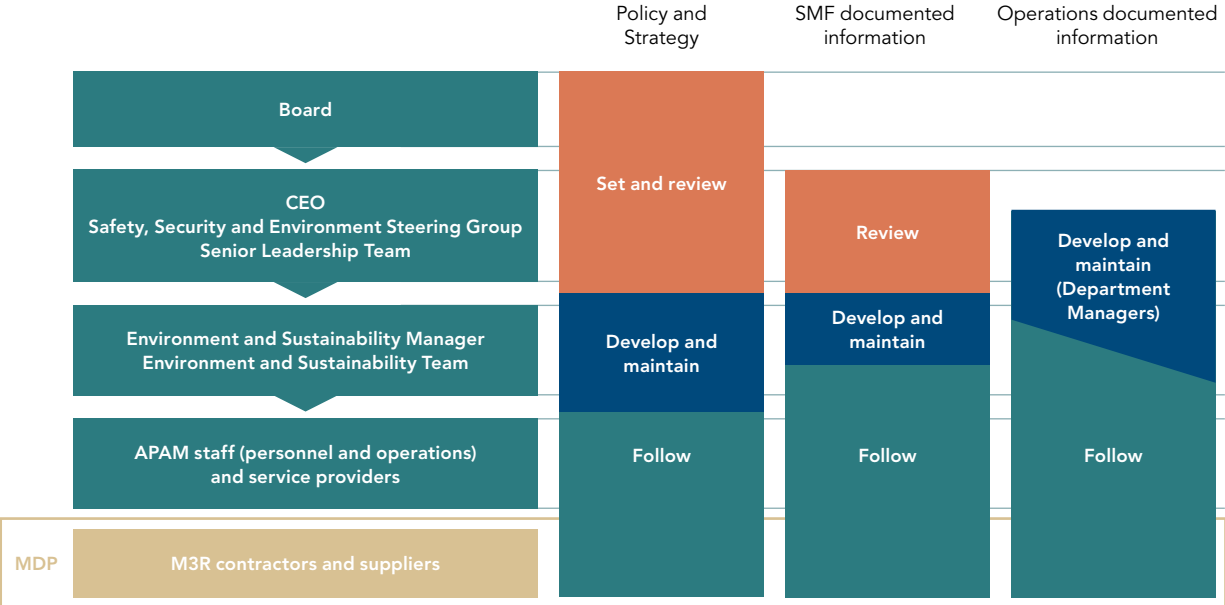 Policy and
Strategy
SMF documented
information
Operations documented
information
Board
CEO
Safety, Security and Environment Steering Group
Senior Leadership Team
Environment and Sustainability Manager
Environment and Sustainability Team
APAM staff (personnel and operations)
and service providers
MDP
M3R contractors and suppliers
Set and review
Develop and
maintain
Follow
Review
Develop and
maintain
Follow
Develop and
maintain
(Department
Managers)
Follow